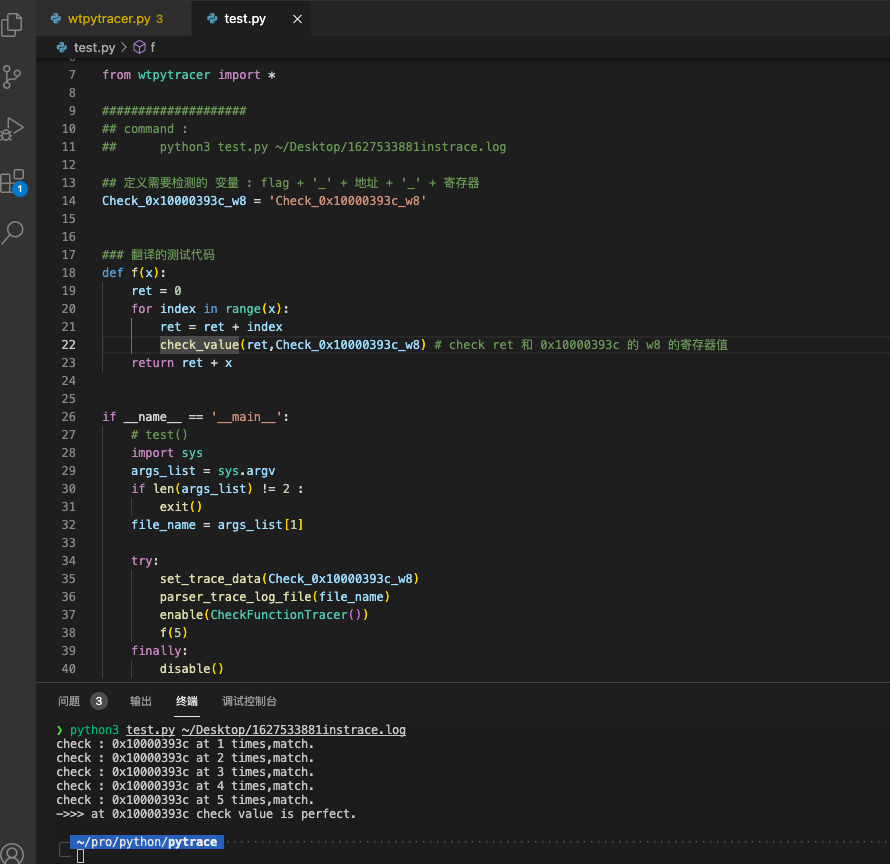 wtpytracer.py 3
test.py ×
test.py > f
7 from wtpytracer import *
8
9 ####################
10 ## command :
11 ##      python3 test.py ~/Desktop/1627533881instrace.log
12
13 ## 定义需要检测的 变量 : flag + '_' + 地址 + '_' + 寄存器
14 Check_0x10000393c_w8 = 'Check_0x10000393c_w8'
15
16
17 ### 翻译的测试代码
18 def f(x):
19     ret = 0
20     for index in range(x):
21         ret = ret + index
22         check_value(ret,Check_0x10000393c_w8) # check ret 和 0x10000393c 的 w8 的寄存器值
23     return ret + x
24
25
26 if __name__ == '__main__':
27     # test()
28     import sys
29     args_list = sys.argv
30     if len(args_list) != 2 :
31         exit()
32     file_name = args_list[1]
33
34     try:
35         set_trace_data(Check_0x10000393c_w8)
36         parser_trace_log_file(file_name)
37         enable(CheckFunctionTracer())
38         f(5)
39     finally:
40         disable()
1
问题 3 输出 终端 调试控制台
❯ python3 test.py ~/Desktop/1627533881instrace.log
check : 0x10000393c at 1 times,match.
check : 0x10000393c at 2 times,match.
check : 0x10000393c at 3 times,match.
check : 0x10000393c at 4 times,match.
check : 0x10000393c at 5 times,match.
->>> at 0x10000393c check value is perfect.
~/pro/python/pytrace